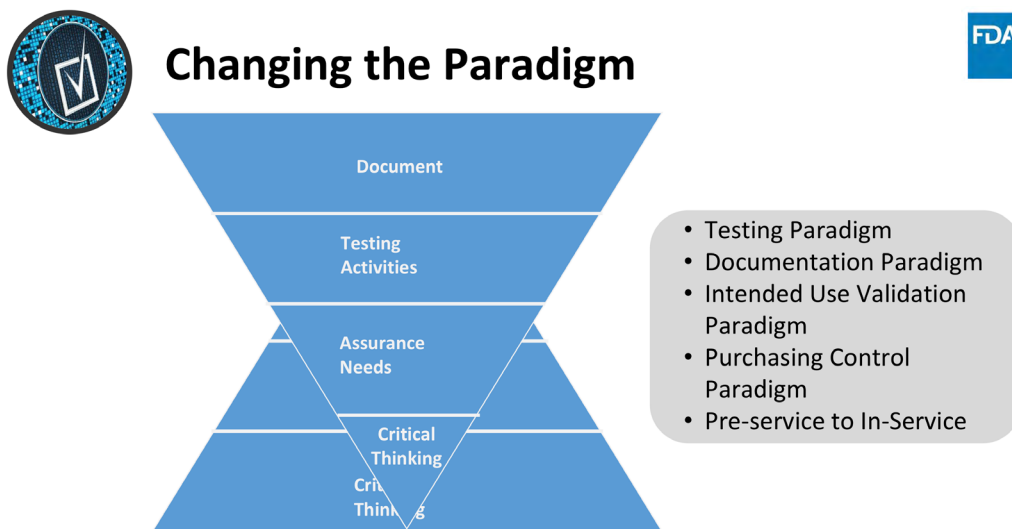 Changing the Paradigm
FDA
Document
Testing
Activities
Assurance
Needs
Critical
Thinking
• Testing Paradigm
• Documentation Paradigm
• Intended Use Validation
Paradigm
• Purchasing Control
Paradigm
• Pre-service to In-Service